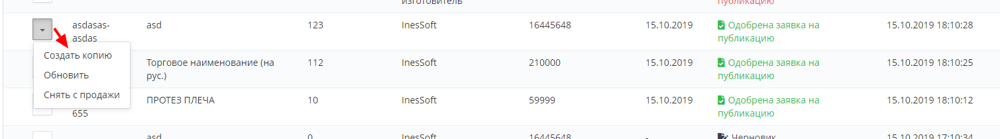 изготовитель
публикацию
asdasas-
asdas
asd
123
InesSoft
16445648
15.10.2019
Одобрена заявка на
публикацию
15.10.2019 18:10:28
Создать копию
Обновить
Снять с продажи
Торговое наименование (на
рус.)
112
InesSoft
210000
15.10.2019
Одобрена заявка на
публикацию
15.10.2019 18:10:25
655
ПРОТЕЗ ПЛЕЧА
10
InesSoft
59999
15.10.2019
Одобрена заявка на
публикацию
15.10.2019 18:10:12
asd
0
InesSoft
16445648
-
Черновик
15.10.2019 17:10:34